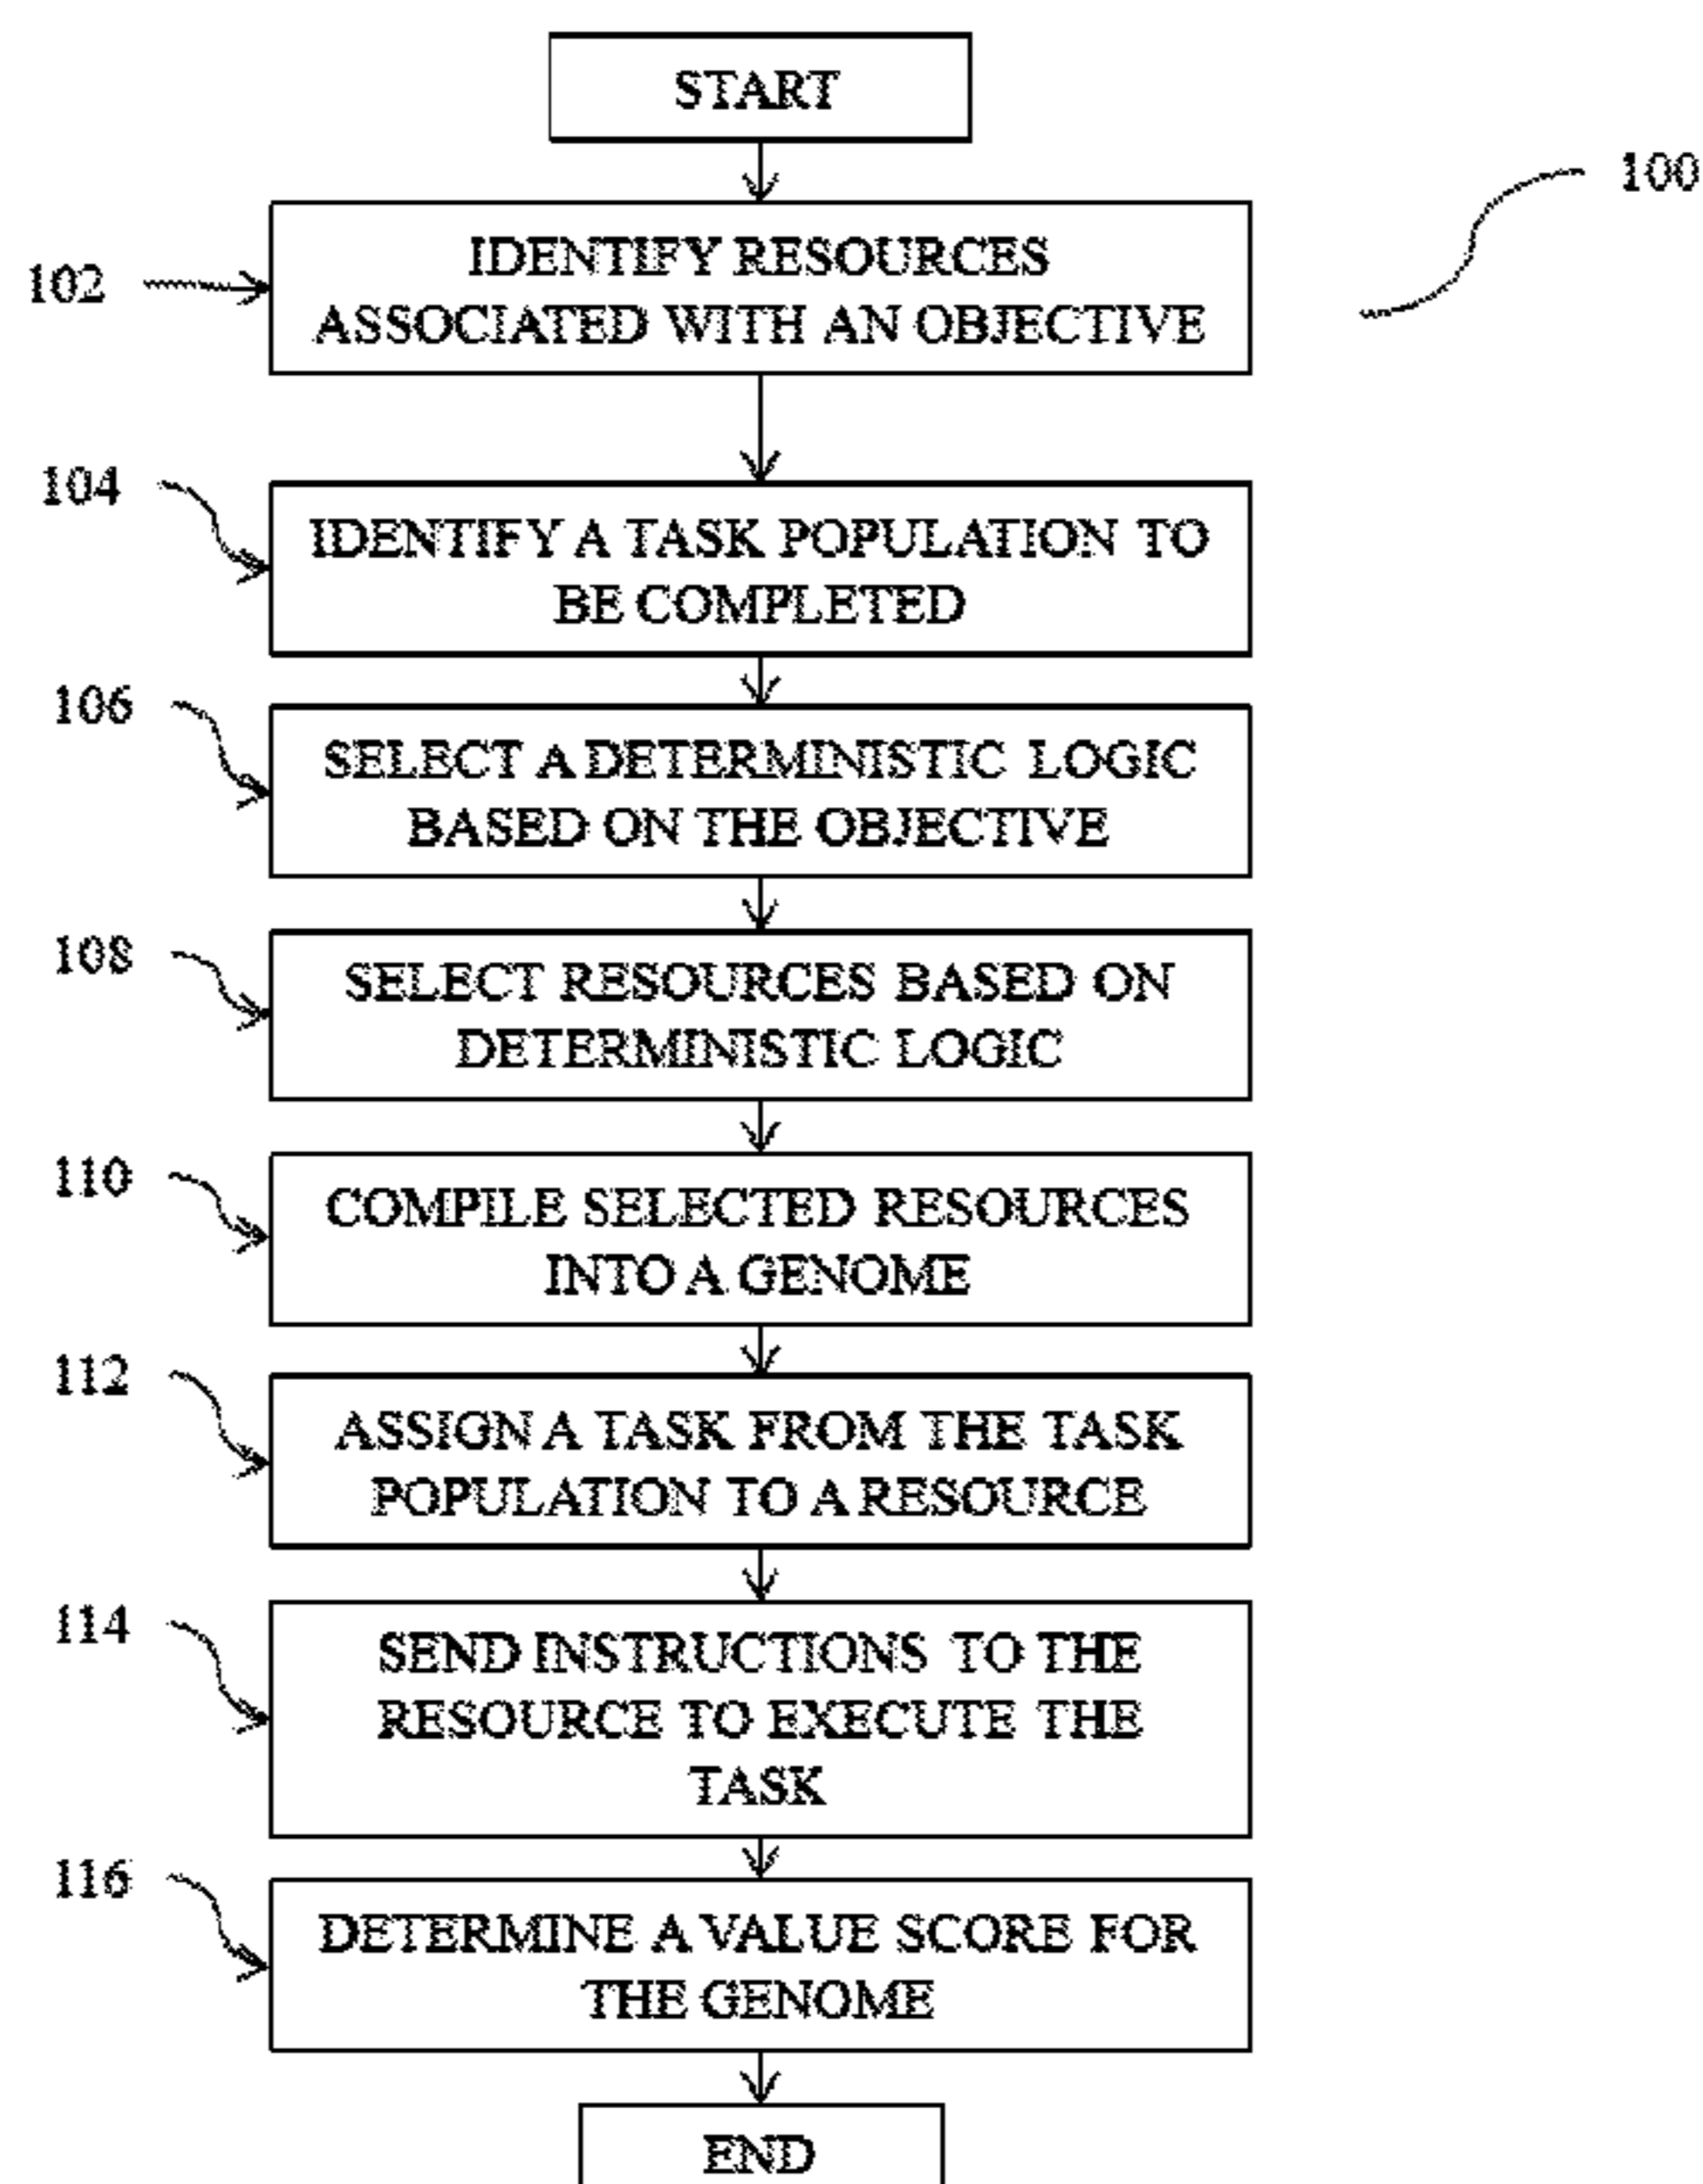 START
100
102
IDENTIFY RESOURCES
ASSOCIATED WITH AN OBJECTIVE
104
IDENTIFY A TASK POPULATION TO
BE COMPLETED
106
SELECT A DETERMINISTIC LOGIC
BASED ON THE OBJECTIVE
108
SELECT RESOURCES BASED ON
DETERMINISTIC LOGIC
110
COMPILE SELECTED RESOURCES
INTO A GENOME
112
ASSIGN A TASK FROM THE TASK
POPULATION TO A RESOURCE
114
SEND INSTRUCTIONS TO THE
RESOURCE TO EXECUTE THE
TASK
116
DETERMINE A VALUE SCORE FOR
THE GENOME
END